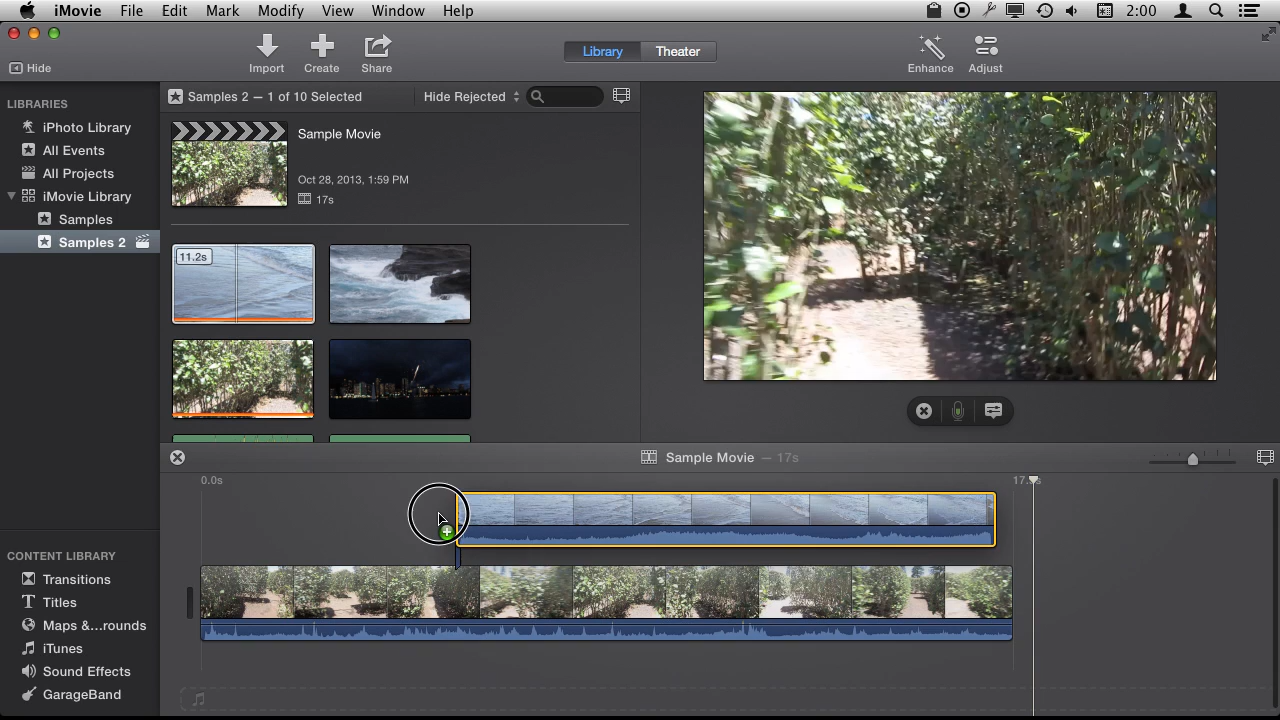 iMovie File Edit Mark Modify View Window Help 2:00
Hide Import Create Share Library Theater Enhance Adjust
LIBRARIES
iPhoto Library
All Events
All Projects
iMovie Library
Samples
Samples 2
CONTENT LIBRARY
Transitions
Titles
Maps &...rounds
iTunes
Sound Effects
GarageBand
Samples 2 — 1 of 10 Selected Hide Rejected
Sample Movie
Oct 28, 2013, 1:59 PM
17s
11.2s
Sample Movie — 17s
0.0s